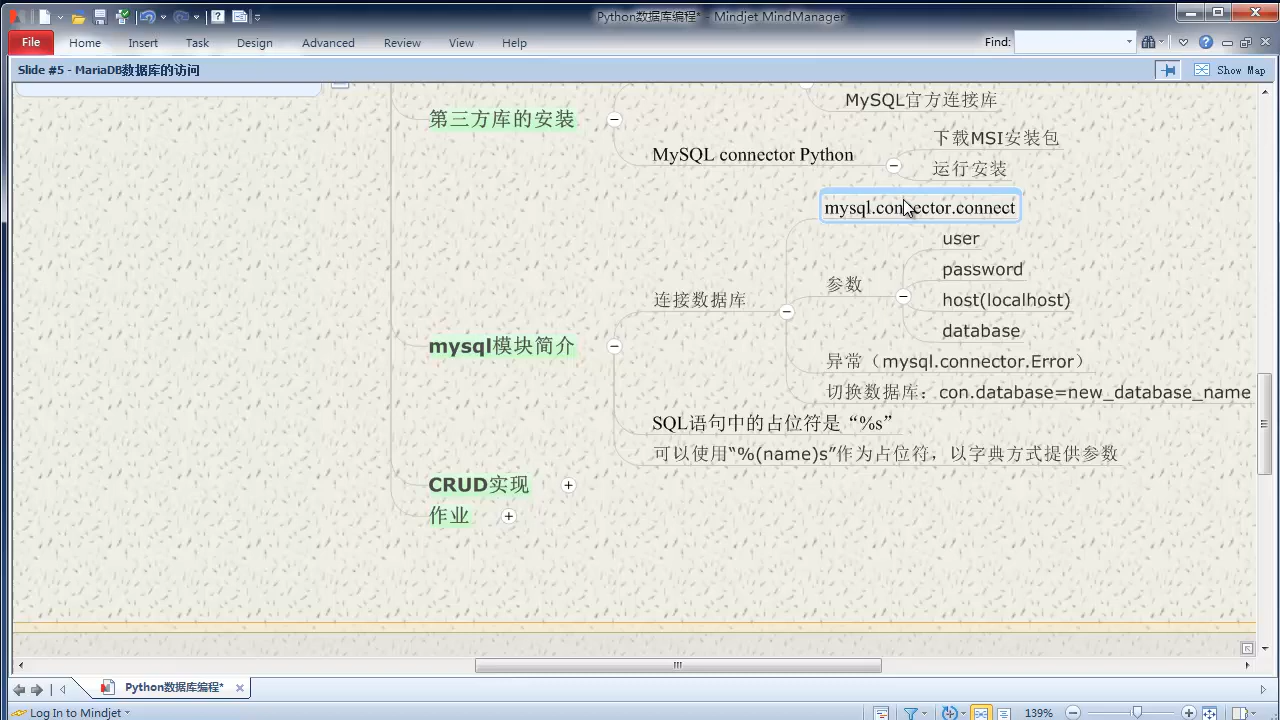 Python数据库编程* - Mindjet MindManager
File Home Insert Task Design Advanced Review View Help Find:
Slide #5 - MariaDB数据库的访问 Show Map
MySQL官方连接库
第三方库的安装
下载MSI安装包
MySQL connector Python
运行安装
mysql.connector.connect
user
password
参数
host(localhost)
连接数据库
database
mysql模块简介
异常（mysql.connector.Error）
切换数据库：con.database=new_database_name
SQL语句中的占位符是“%s”
可以使用“%(name)s”作为占位符，以字典方式提供参数
CRUD实现
作业
Python数据库编程*
Log In to Mindjet 139%